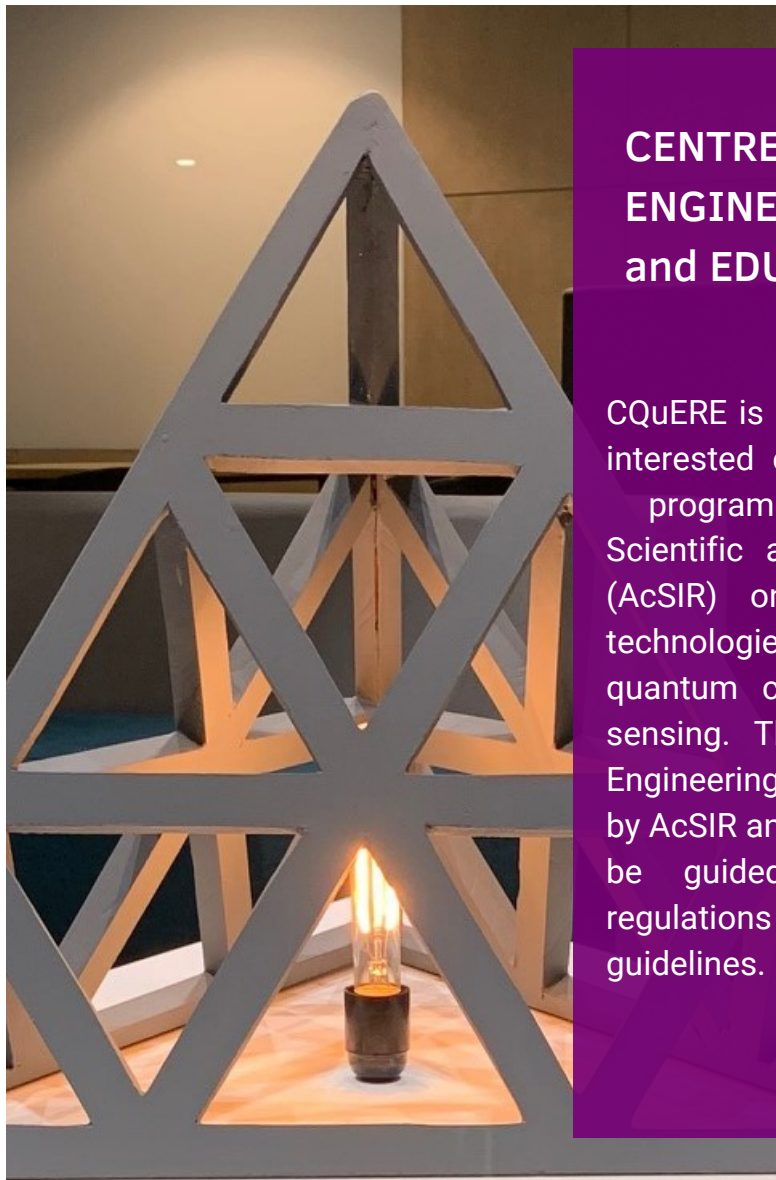 CENTRE
ENGINE
and EDU
CQuERE is
interested
program
Scientific a
(AcSIR) or
technologie
quantum c
sensing. T
Engineering
by AcSIR an
be guided
regulations
guidelines.